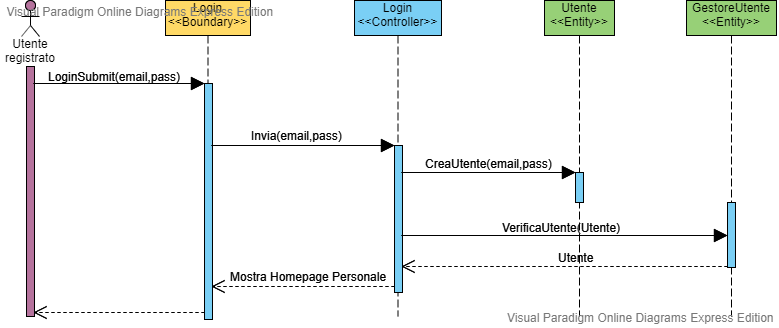 Visual Paradigm Online Diagrams Express Edition
Login
<<Boundary>>
Login
<<Controller>>
Utente
<<Entity>>
GestoreUtente
<<Entity>>
Utente
registrato
LoginSubmit(email,pass)
Invia(email,pass)
CreaUtente(email,pass)
VerificaUtente(Utente)
Utente
Mostra Homepage Personale
Visual Paradigm Online Diagrams Express Edition